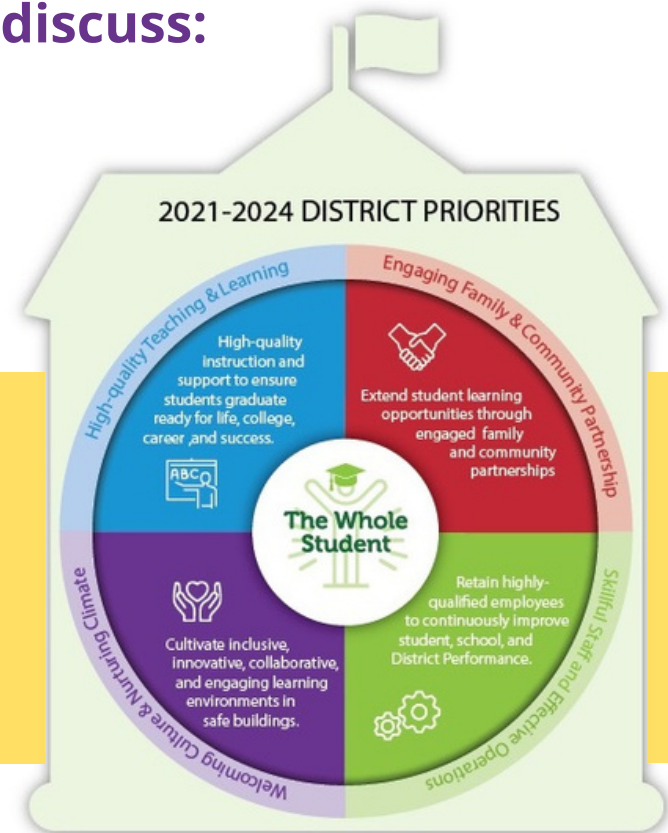 discuss:
2021-2024 DISTRICT PRIORITIES
High-quality Teaching & Learning
High-quality
instruction and
support to ensure
students graduate
ready for life, college,
career ,and success.
ABC
Engaging Family & Community Partnership
Extend student learning
opportunities through
engaged family
and community
partnerships
The Whole
Student
Welcoming Culture & Nurturing Climate
Cultivate inclusive,
innovative, collaborative,
and engaging learning
environments in
safe buildings.
Skillful Staff and Effective Operations
Retain highly-
qualified employees
to continuously improve
student, school, and
District Performance.